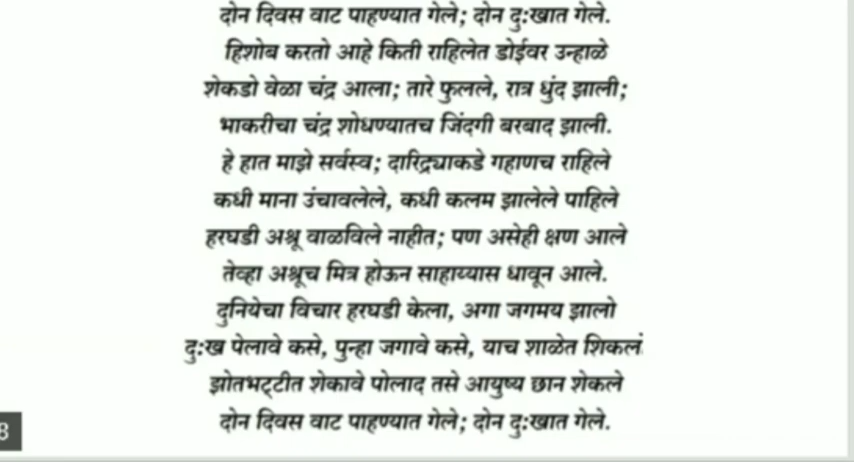 दोन दिवस वाट पाहण्यात गेले; दोन दुःखात गेले.
हिशोब करतो आहे किती राहिलेत डोईवर उन्हाळे
शेकडो वेळा चंद्र आला; तारे फुलले, रात्र धुंद झाली;
भाकरीचा चंद्र शोधण्यातच जिंदगी बरबाद झाली.
हे हात माझे सर्वस्व; दारिद्र्याकडे गहाणच राहिले
कधी माना उंचावलेले, कधी कलम झालेले पाहिले
हरघडी अश्रू वाळविले नाहीत; पण असेही क्षण आले
तेव्हा अश्रूच मित्र होऊन साहाय्यास धावून आले.
दुनियेचा विचार हरघडी केला, अगा जगमय झालो
दुःख पेलावे कसे, पुन्हा जगावे कसे, याच शाळेत शिकलं
झोतभट्टीत शेकावे पोलाद तसे आयुष्य छान शेकले
दोन दिवस वाट पाहण्यात गेले; दोन दुःखात गेले.
8